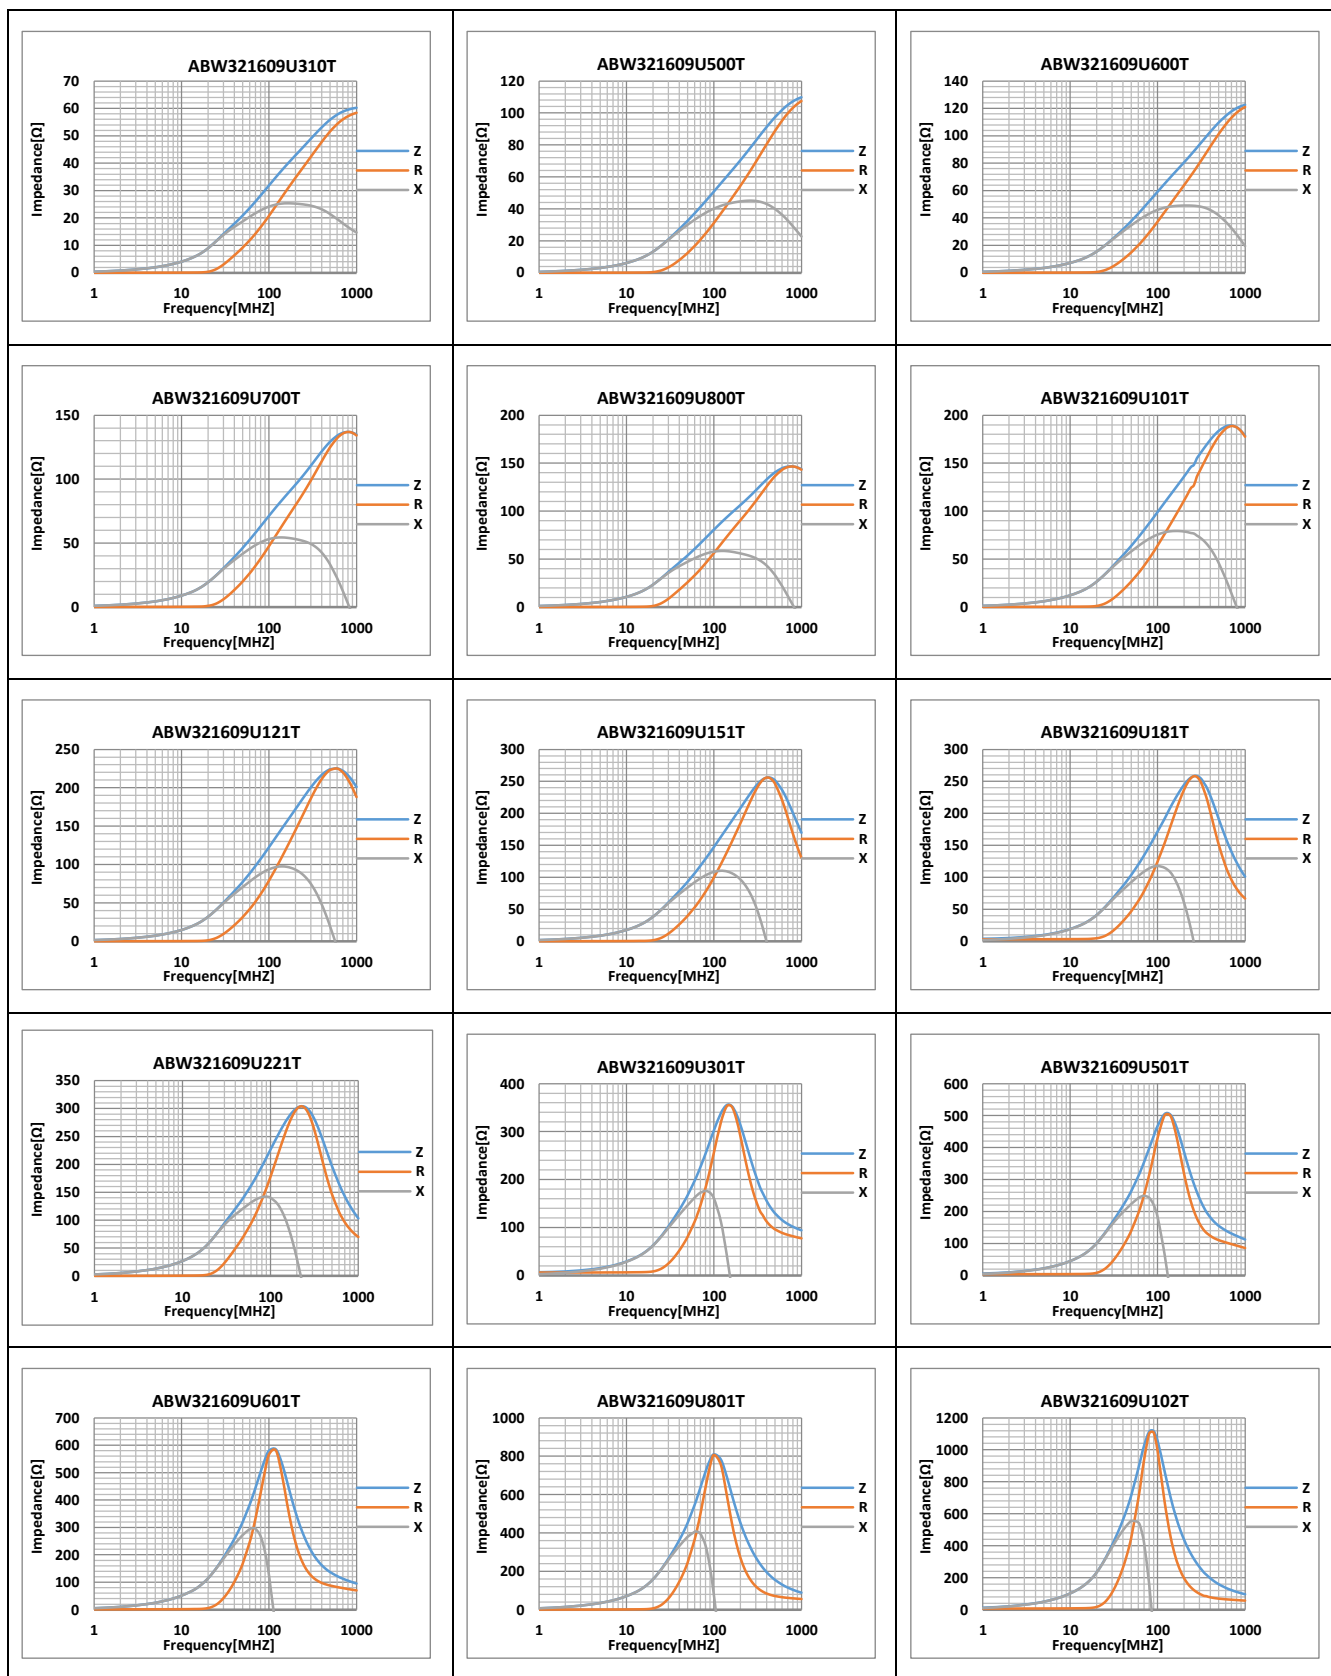 ABW321609U310T
70
60
50
40
30
20
10
0
Impedance[Ω]
Z
R
X
1 10 100 1000
Frequency[MHZ]
ABW321609U500T
120
100
80
60
40
20
0
Impedance[Ω]
Z
R
X
1 10 100 1000
Frequency[MHZ]
ABW321609U600T
140
120
100
80
60
40
20
0
Impedance[Ω]
Z
R
X
1 10 100 1000
Frequency[MHZ]
ABW321609U700T
150
100
50
0
Impedance[Ω]
Z
R
X
1 10 100 1000
Frequency[MHZ]
ABW321609U800T
200
150
100
50
0
Impedance[Ω]
Z
R
X
1 10 100 1000
Frequency[MHZ]
ABW321609U101T
200
150
100
50
0
Impedance[Ω]
Z
R
X
1 10 100 1000
Frequency[MHZ]
ABW321609U121T
250
200
150
100
50
0
Impedance[Ω]
Z
R
X
1 10 100 1000
Frequency[MHZ]
ABW321609U151T
300
250
200
150
100
50
0
Impedance[Ω]
Z
R
X
1 10 100 1000
Frequency[MHZ]
ABW321609U181T
300
250
200
150
100
50
0
Impedance[Ω]
Z
R
X
1 10 100 1000
Frequency[MHZ]
ABW321609U221T
350
300
250
200
150
100
50
0
Impedance[Ω]
Z
R
X
1 10 100 1000
Frequency[MHZ]
ABW321609U301T
400
300
200
100
0
Impedance[Ω]
Z
R
X
1 10 100 1000
Frequency[MHZ]
ABW321609U501T
600
500
400
300
200
100
0
Impedance[Ω]
Z
R
X
1 10 100 1000
Frequency[MHZ]
ABW321609U601T
700
600
500
400
300
200
100
0
Impedance[Ω]
Z
R
X
1 10 100 1000
Frequency[MHZ]
ABW321609U801T
1000
800
600
400
200
0
Impedance[Ω]
Z
R
X
1 10 100 1000
Frequency[MHZ]
ABW321609U102T
1200
1000
800
600
400
200
0
Impedance[Ω]
Z
R
X
1 10 100 1000
Frequency[MHZ]